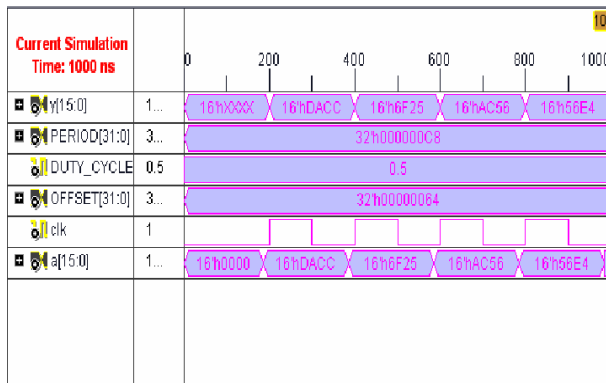 10
Current Simulation
Time: 1000 ns
0 200 400 600 800 1000
y[15:0] 1... 16'hXXXX 16'hDACC 16'h6F25 16'hAC56 16'h56E4
PERIOD[31:0] 3... 32'h000000C8
DUTY_CYCLE 0.5 0.5
OFFSET[31:0] 3... 32'h00000064
clk 1
a[15:0] 1... 16'h0000 16'hDACC 16'h6F25 16'hAC56 16'h56E4